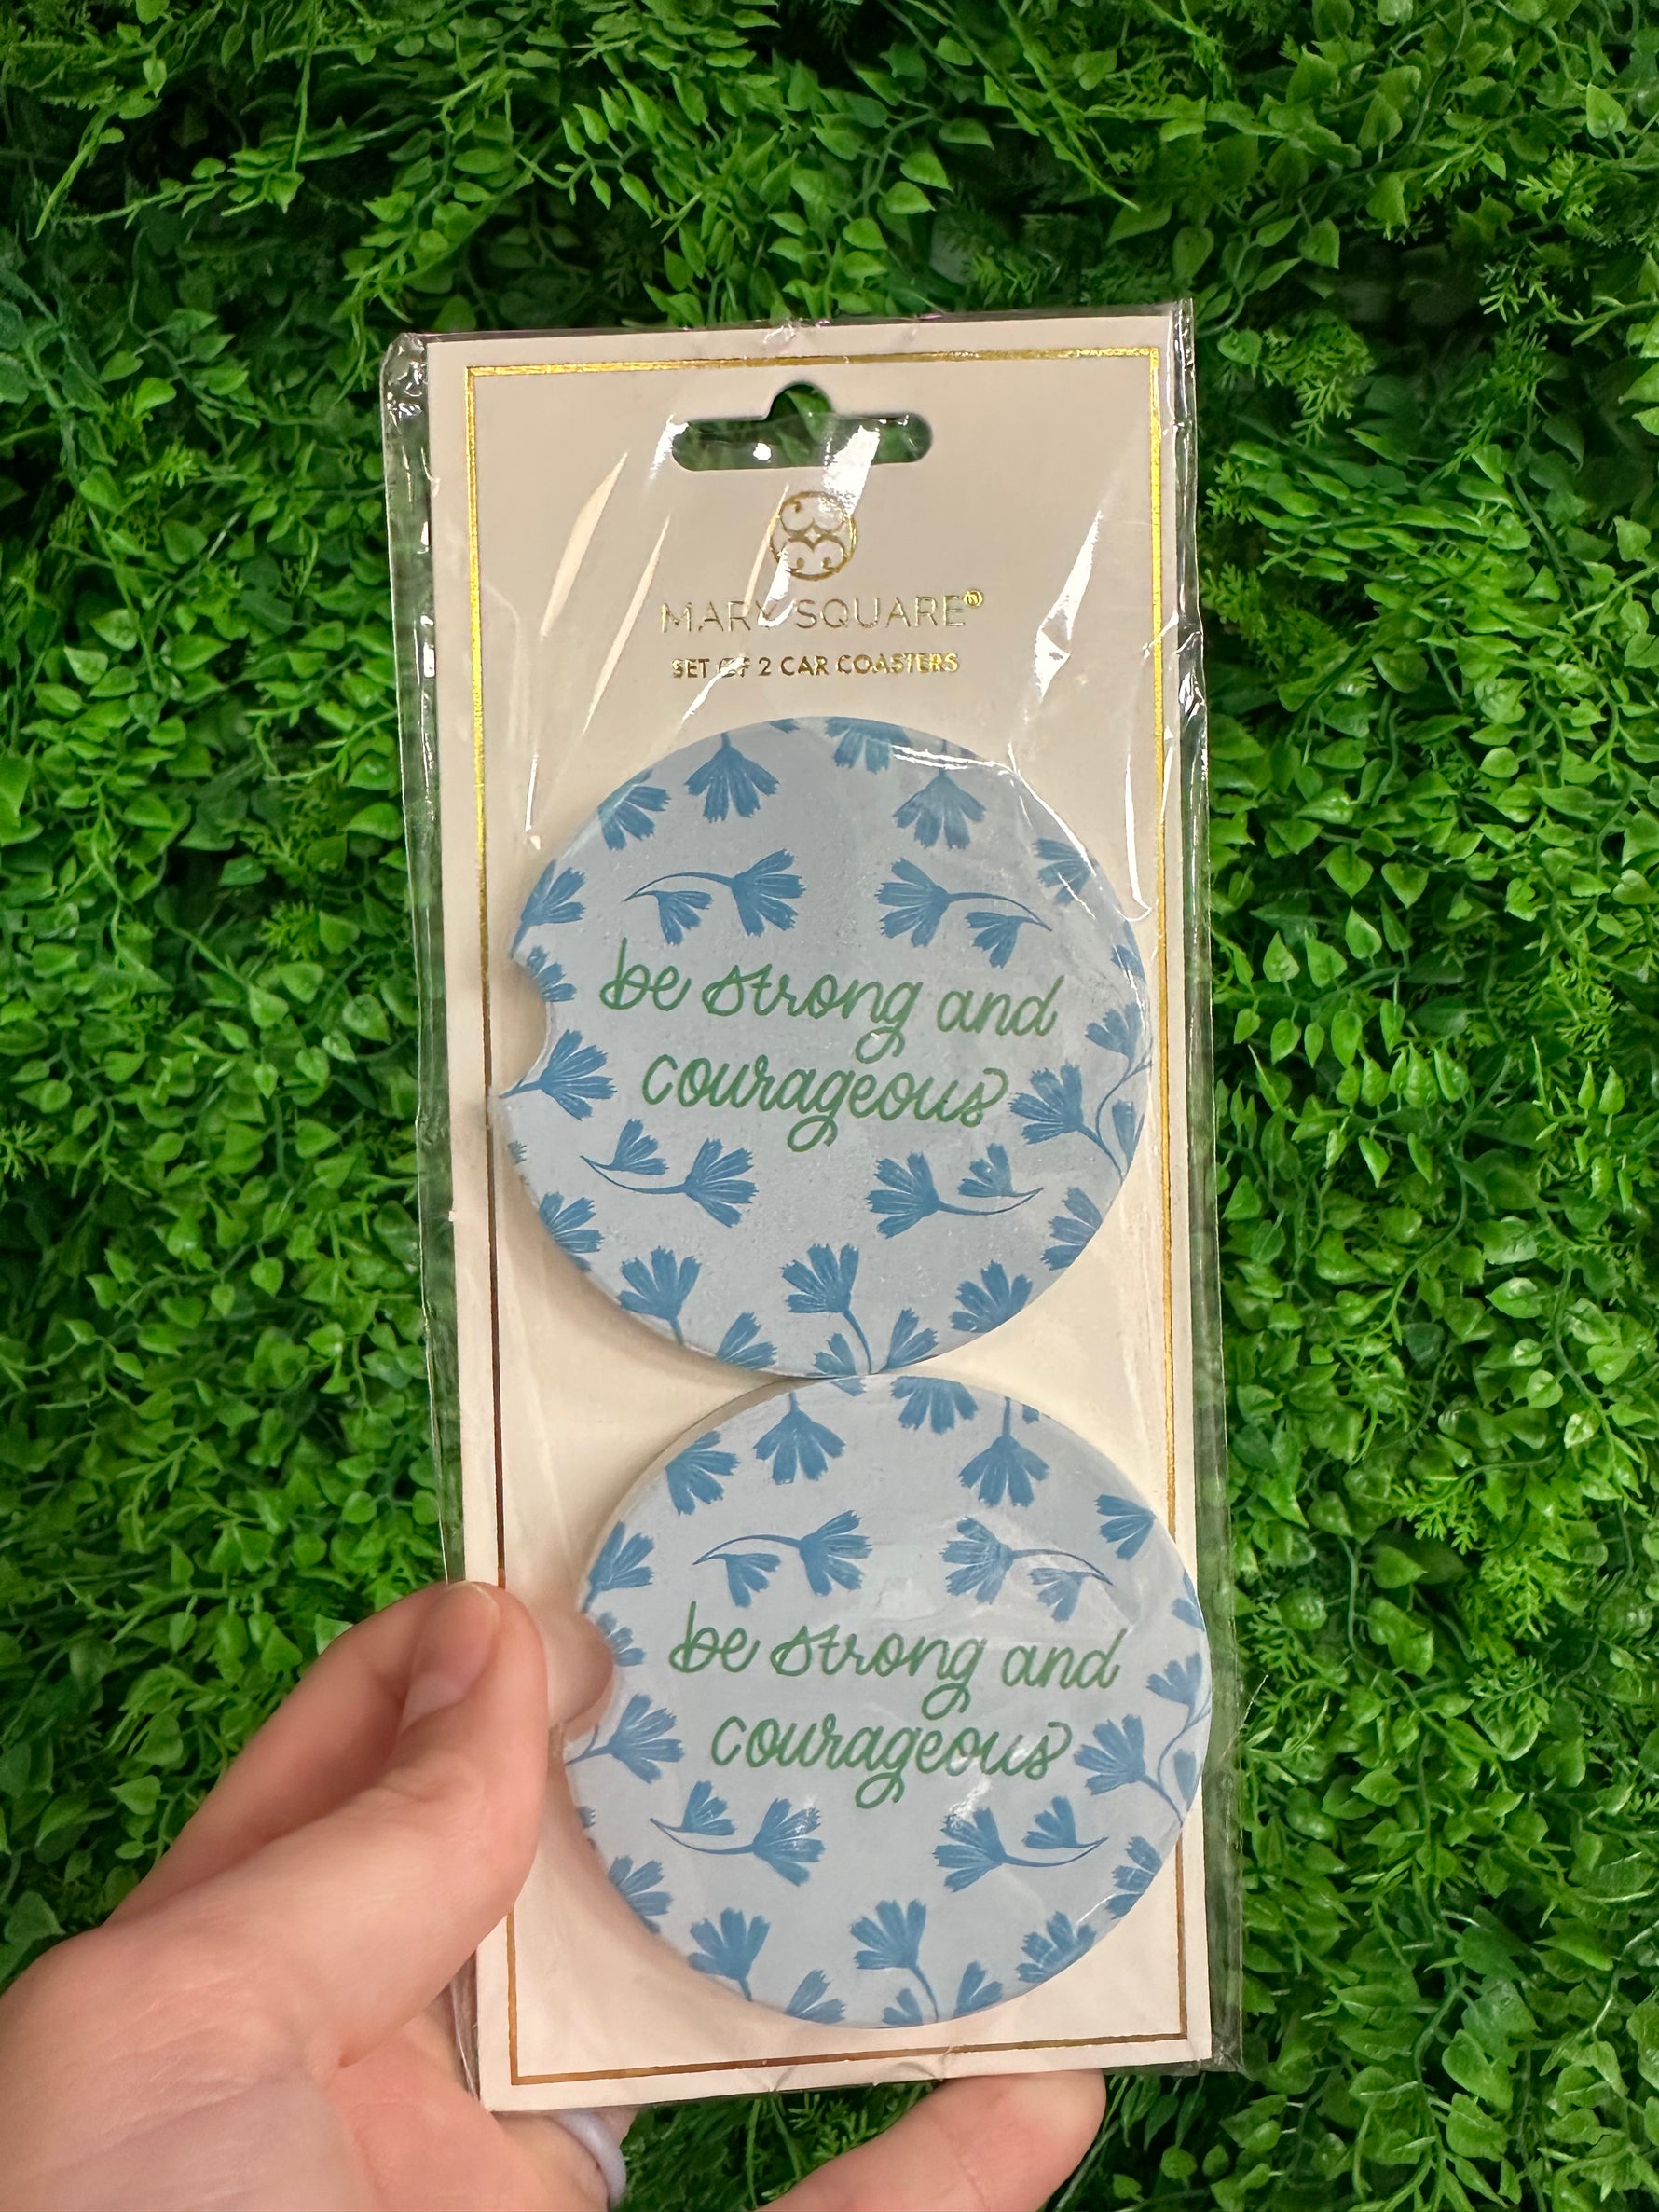 MARY SQUARE®
SET OF 2 CAR COASTERS
be strong and
courageous
be strong and
courageous